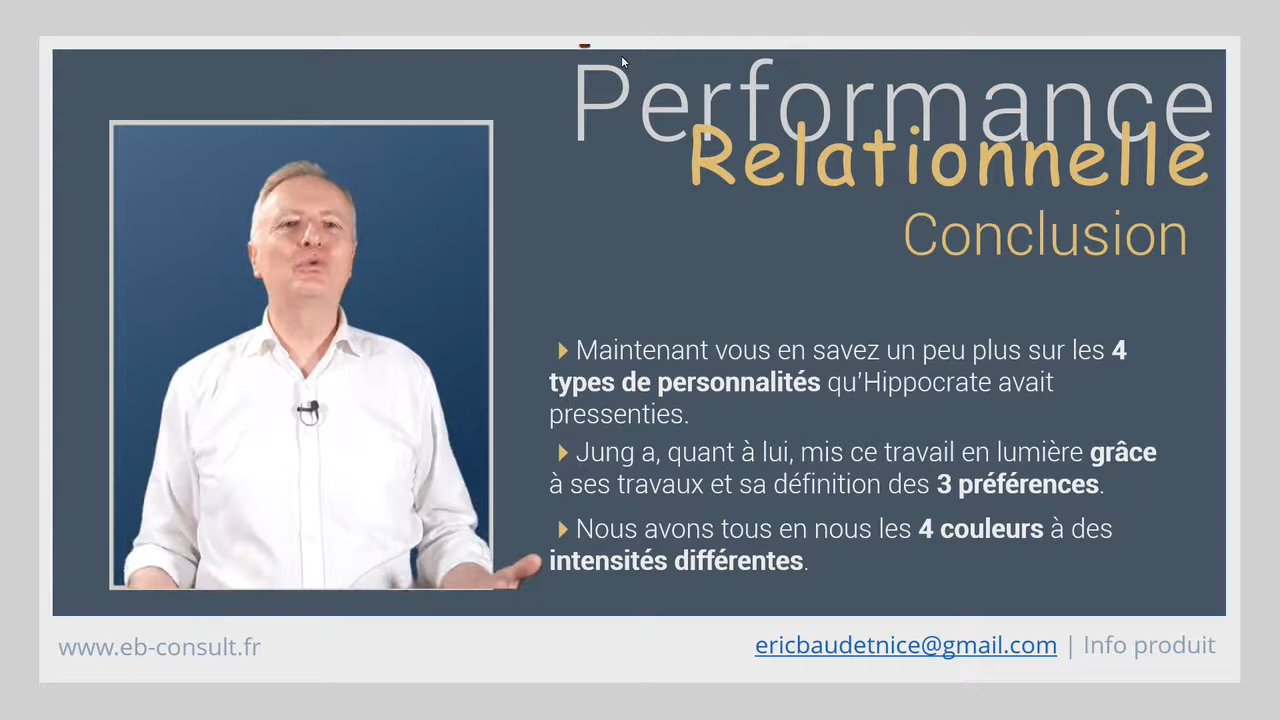 Performance
Relationnelle
Conclusion
Maintenant vous en savez un peu plus sur les 4
types de personnalités qu'Hippocrate avait
pressenties.
Jung a, quant à lui, mis ce travail en lumière grâce
à ses travaux et sa définition des 3 préférences.
Nous avons tous en nous les 4 couleurs à des
intensités différentes.
www.eb-consult.fr
ericbaudetnice@gmail.com | Info produit